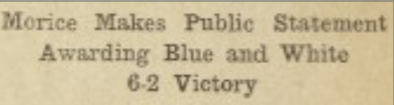 Morice Makes Public Statement
Awarding Blue and White
6-2 Victory